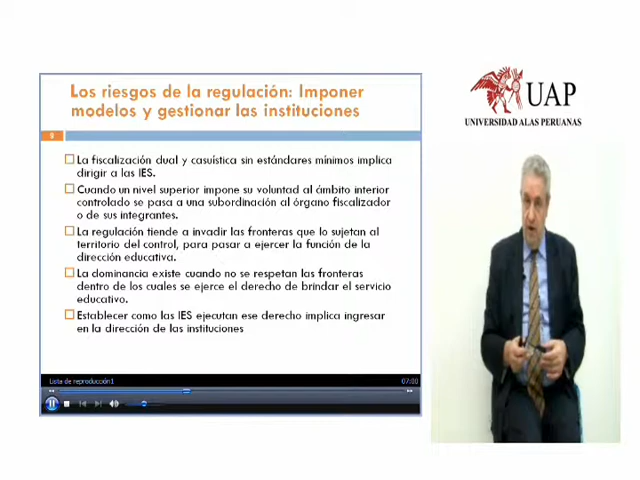 Los riesgos de la regulación: Imponer
modelos y gestionar las instituciones
9
La fiscalización dual y casuística sin estándares mínimos implica
dirigir a las IES.
Cuando un nivel superior impone su voluntad al ámbito interior
controlado se pasa a una subordinación al órgano fiscalizador
o de sus integrantes.
La regulación tiende a invadir las fronteras que lo sujetan al
territorio del control, para pasar a ejercer la función de la
dirección educativa.
La dominancia existe cuando no se respetan las fronteras
dentro de los cuales se ejerce el derecho de brindar el servicio
educativo.
Establecer como las IES ejecutan ese derecho implica ingresar
en la dirección de las instituciones
Lista de reproducción1
07:00
UAP
UNIVERSIDAD ALAS PERUANAS